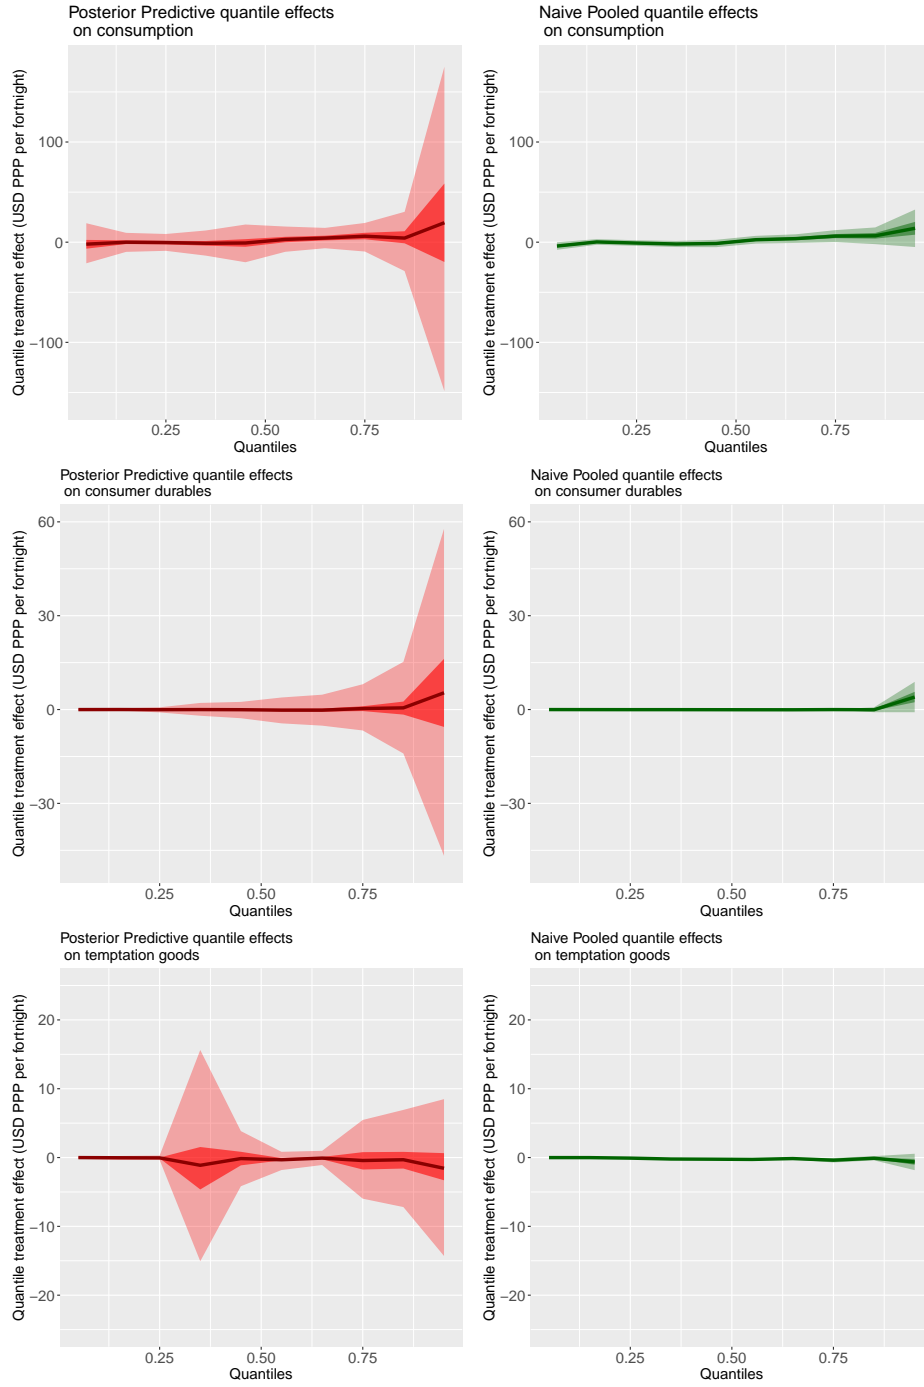 Posterior Predictive quantile effects
on consumption
Quantile treatment effect (USD PPP per fortnight)
100
0
−100
0.25
0.50
0.75
Quantiles
Naive Pooled quantile effects
on consumption
Quantile treatment effect (USD PPP per fortnight)
100
0
−100
0.25
0.50
0.75
Quantiles
Posterior Predictive quantile effects
on consumer durables
Quantile treatment effect (USD PPP per fortnight)
60
30
0
−30
0.25
0.50
0.75
Quantiles
Naive Pooled quantile effects
on consumer durables
Quantile treatment effect (USD PPP per fortnight)
60
30
0
−30
0.25
0.50
0.75
Quantiles
Posterior Predictive quantile effects
on temptation goods
Quantile treatment effect (USD PPP per fortnight)
20
10
0
−10
−20
0.25
0.50
0.75
Quantiles
Naive Pooled quantile effects
on temptation goods
Quantile treatment effect (USD PPP per fortnight)
20
10
0
−10
−20
0.25
0.50
0.75
Quantiles